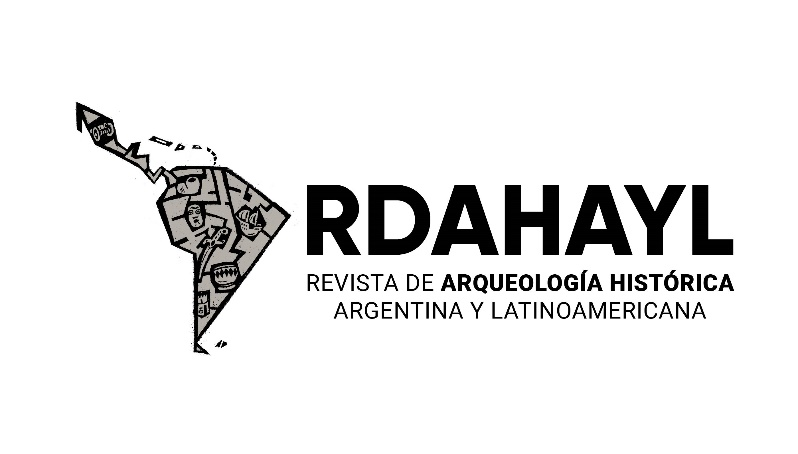 RDAHAYL
REVISTA DE ARQUEOLOGÍA HISTÓRICA
ARGENTINA Y LATINOAMERICANA